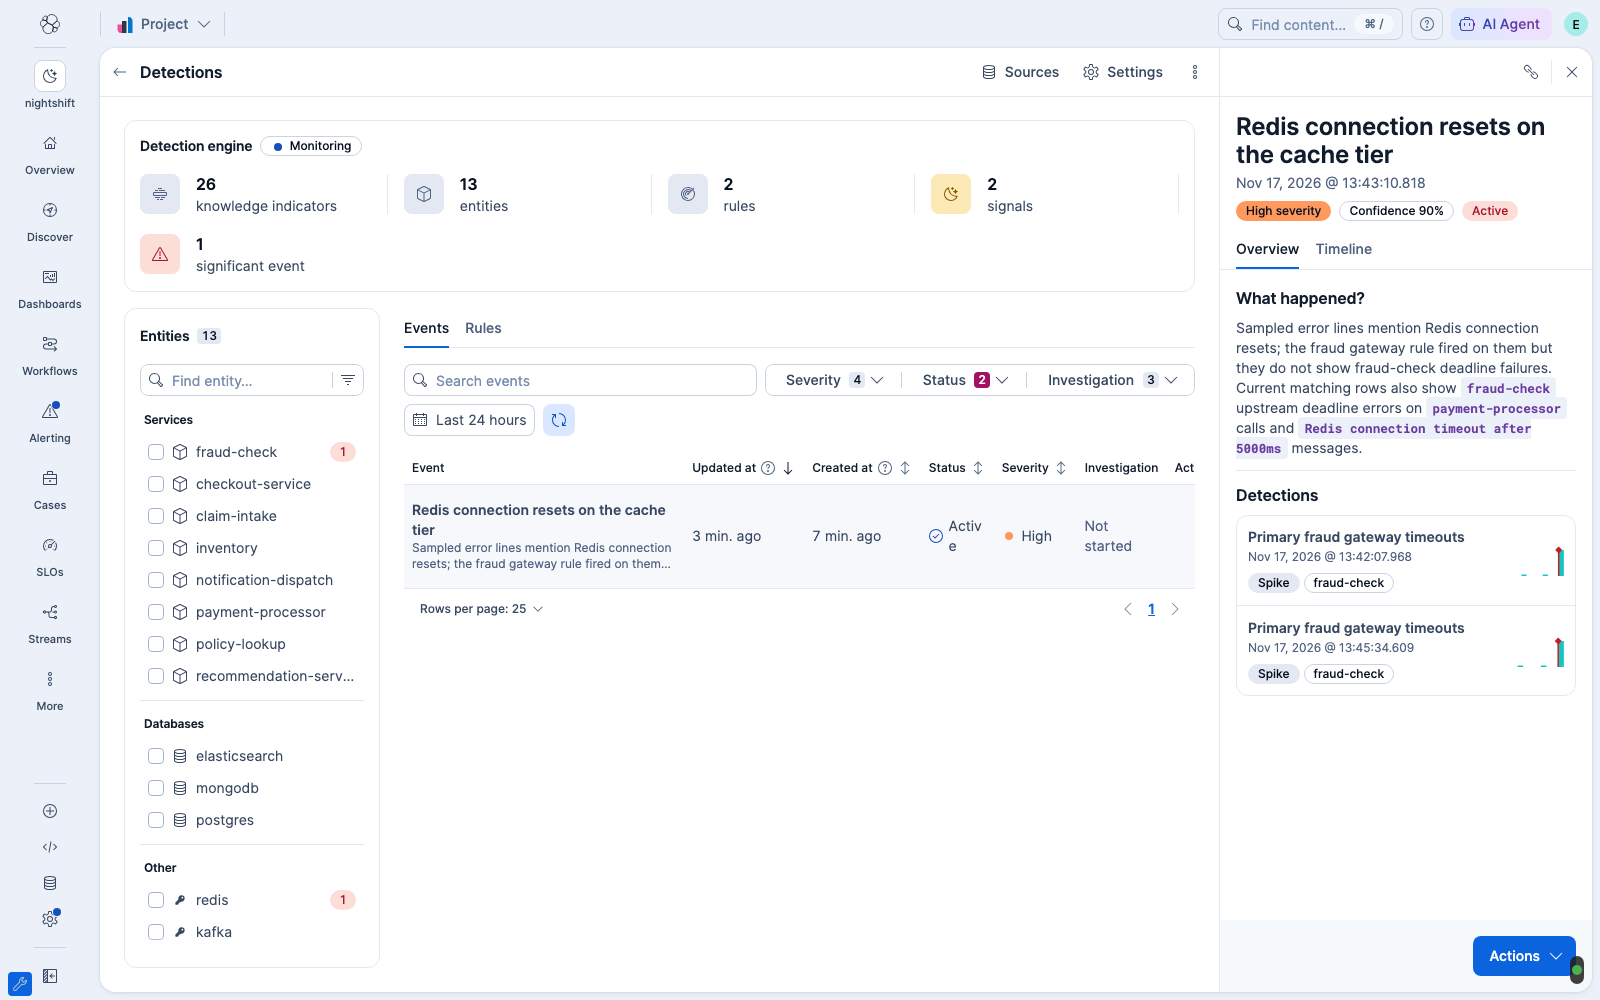 Project
Find content...
⌘ /
AI Agent
E
nightshift
Overview
Discover
Dashboards
Workflows
Alerting
Cases
SLOs
Streams
More
Detections
Sources
Settings
Detection engine
Monitoring
26
knowledge indicators
13
entities
2
rules
2
signals
1
significant event
Entities 13
Find entity...
Services
fraud-check 1
checkout-service
claim-intake
inventory
notification-dispatch
payment-processor
policy-lookup
recommendation-serv...
Databases
elasticsearch
mongodb
postgres
Other
redis 1
kafka
Events Rules
Search events
Severity 4 Status 2 Investigation 3
Last 24 hours
Event Updated at Created at Status Severity Investigation Act
Redis connection resets on the cache
tier
Sampled error lines mention Redis connection
resets; the fraud gateway rule fired on them...
3 min. ago
7 min. ago
Activ
e
High
Not
started
Rows per page: 25
1
Redis connection resets on
the cache tier
Nov 17, 2026 @ 13:43:10.818
High severity Confidence 90% Active
Overview Timeline
What happened?
Sampled error lines mention Redis connection
resets; the fraud gateway rule fired on them but
they do not show fraud-check deadline failures.
Current matching rows also show fraud-check
upstream deadline errors on payment-processor
calls and Redis connection timeout after
5000ms messages.
Detections
Primary fraud gateway timeouts
Nov 17, 2026 @ 13:42:07.968
Spike fraud-check
Primary fraud gateway timeouts
Nov 17, 2026 @ 13:45:34.609
Spike fraud-check
Actions